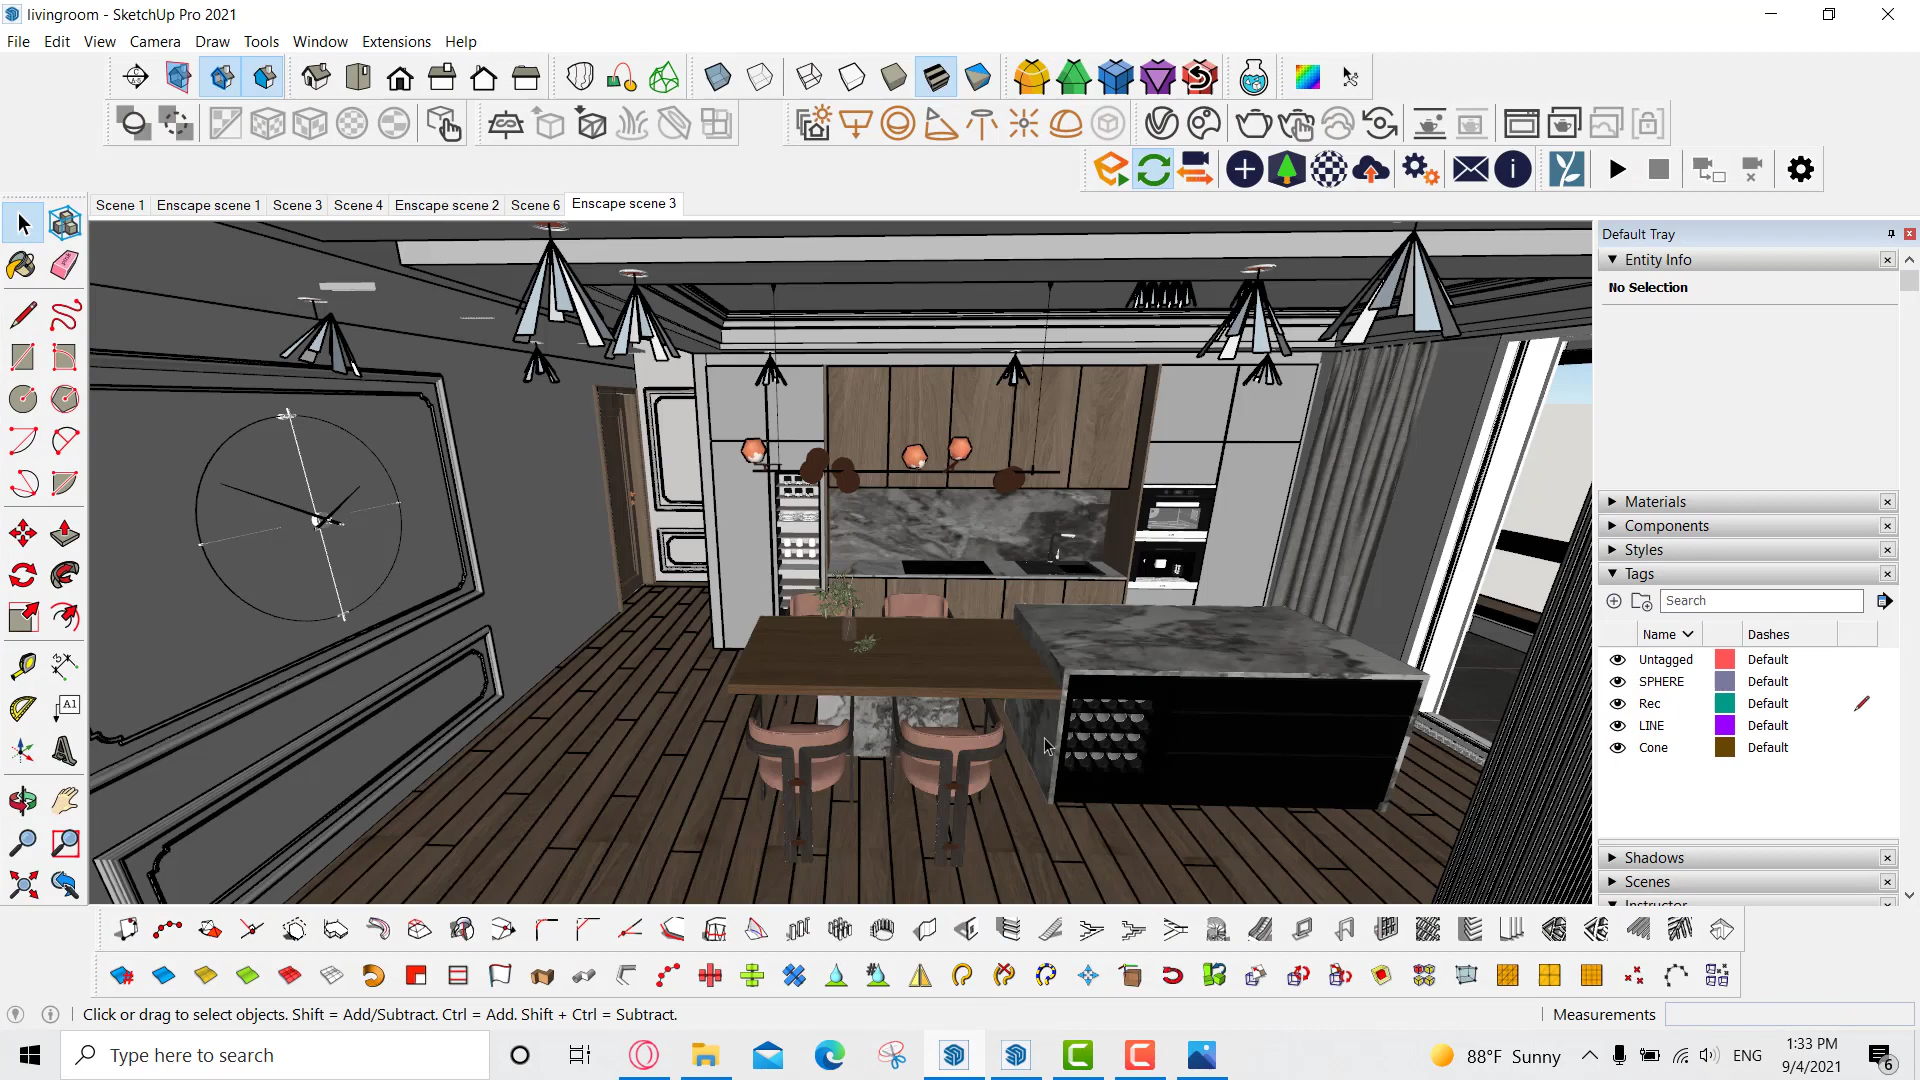 livingroom - SketchUp Pro 2021
File Edit View Camera Draw Tools Window Extensions Help
Scene 1 Enscape scene 1 Scene 3 Scene 4 Enscape scene 2 Scene 6 Enscape scene 3
Default Tray
Entity Info
No Selection
Materials
Components
Styles
Tags
Search
Name Dashes
Untagged Default
SPHERE Default
Rec Default
LINE Default
Cone Default
Shadows
Scenes
Instructor
A1
Click or drag to select objects. Shift = Add/Subtract. Ctrl = Add. Shift + Ctrl = Subtract.
Measurements
Type here to search
88°F Sunny
ENG
1:33 PM
9/4/2021
6